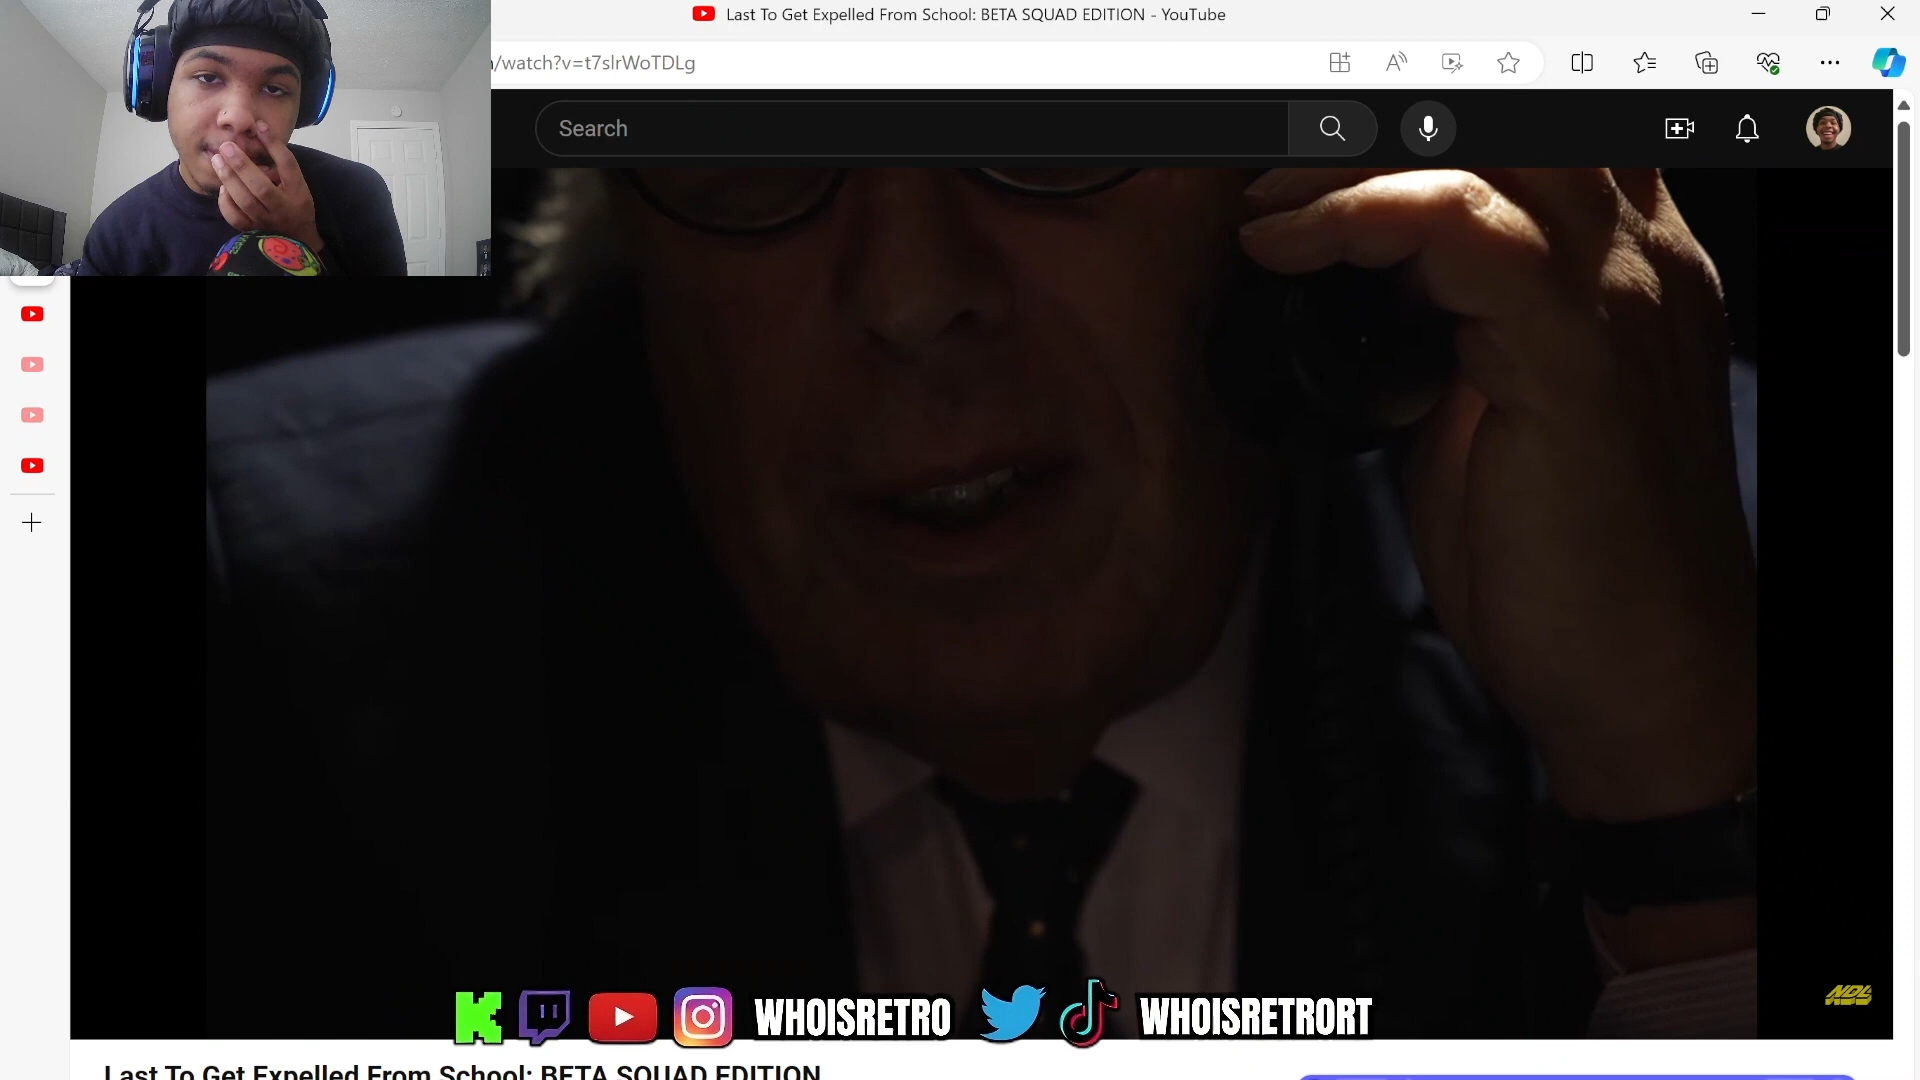 Last To Get Expelled From School: BETA SQUAD EDITION - YouTube
/watch?v=t7slrWoTDLg
Search
NDL
WHOISRETRO
WHOISRETRORT
Last To Get Expelled From School: BETA SQUAD EDITION